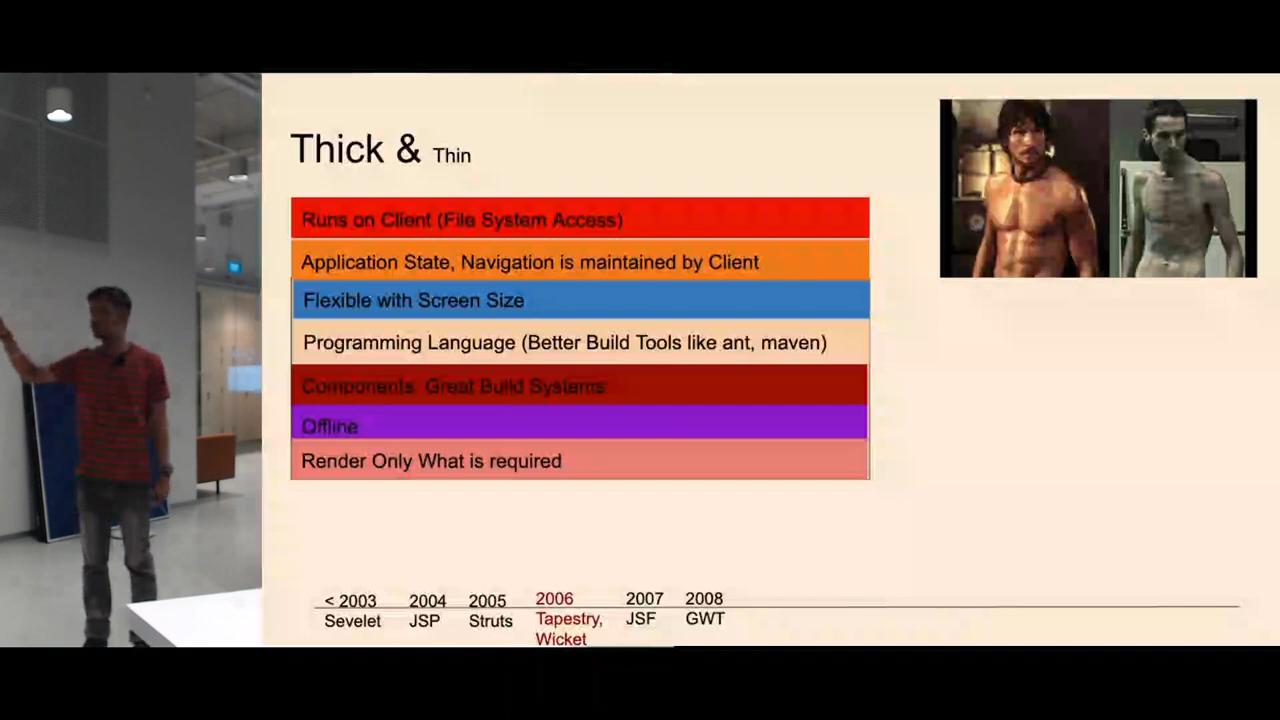 Thick & Thin
Runs on Client (File System Access)
Application State, Navigation is maintained by Client
Flexible with Screen Size
Programming Language (Better Build Tools like ant, maven)
Components, Great Build Systems
Offline
Render Only What is required
< 2003 2004 2005 2006 2007 2008
Sevelet JSP Struts Tapestry, JSF GWT
Wicket